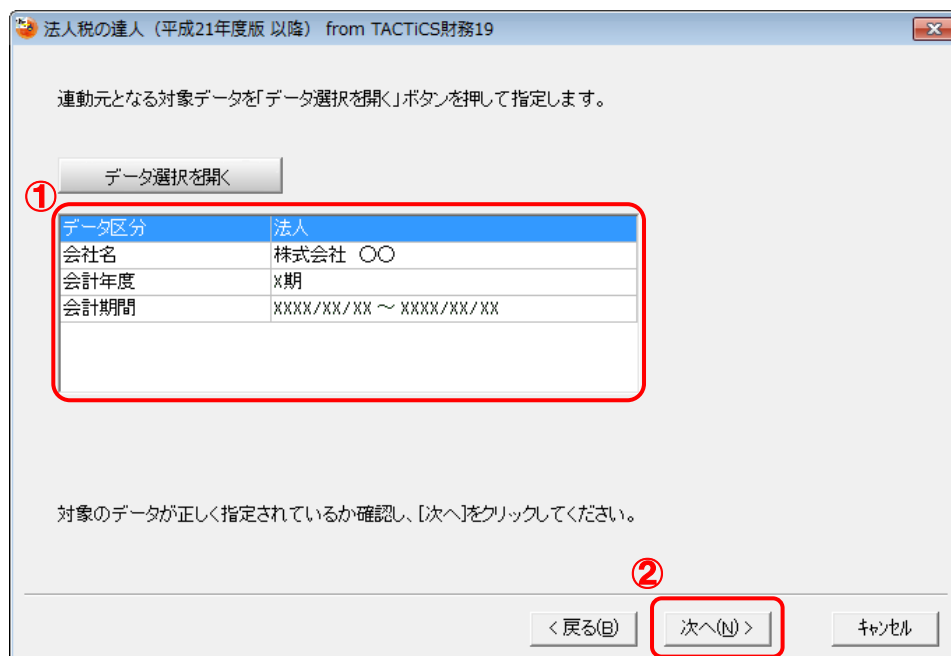 法人税の達人（平成21年度版 以降） from TACTiCS財務19
連動元となる対象データを「データ選択を開く」ボタンを押して指定します。
データ選択を開く
①
データ区分 法人
会社名 株式会社 〇〇
会計年度 X期
会計期間 XXXX/XX/XX ～ XXXX/XX/XX
対象のデータが正しく指定されているか確認し、[次へ]をクリックしてください。
②
< 戻る(B) 次へ(N) > キャンセル